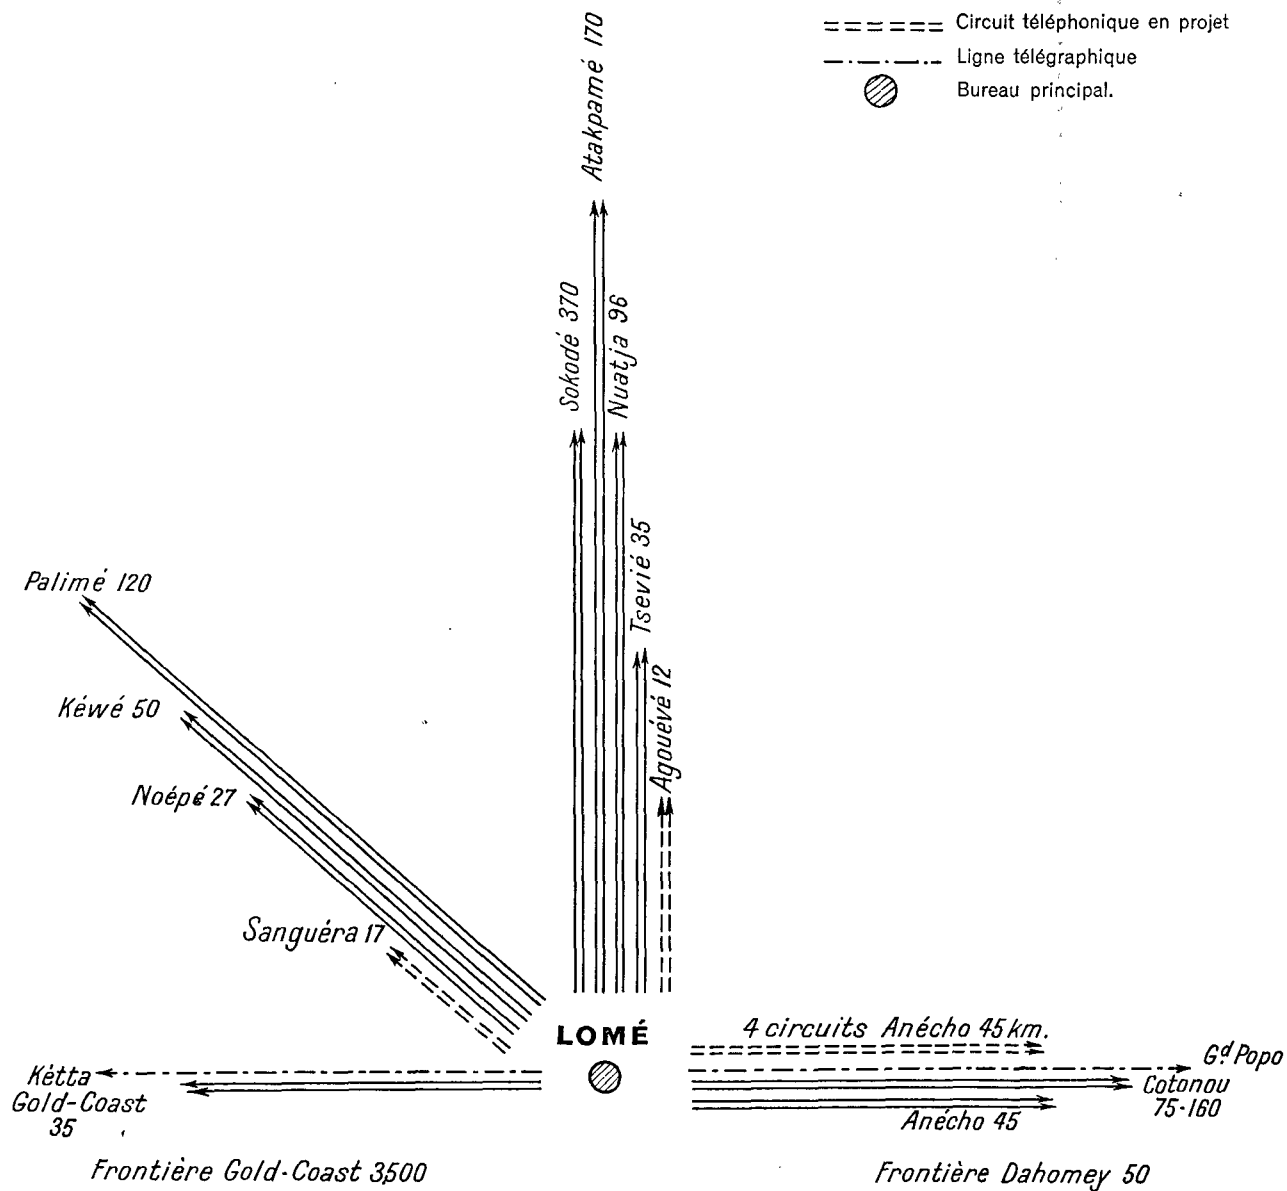 Circuit téléphonique en projet
Ligne télégraphique
Bureau principal.
Atakpamé 170
Sokodé 370
Nuatja 96
Tsevié 35
Agouévé 12
Palimé 120
Kéwé 50
Noépé 27
Sanguéra 17
LOMÉ
4 circuits Anécho 45 km.
Gd Popo
Cotonou
75-160
Anécho 45
Kètta
Gold-Coast
35
Frontière Gold-Coast 3,500
Frontière Dahomey 50